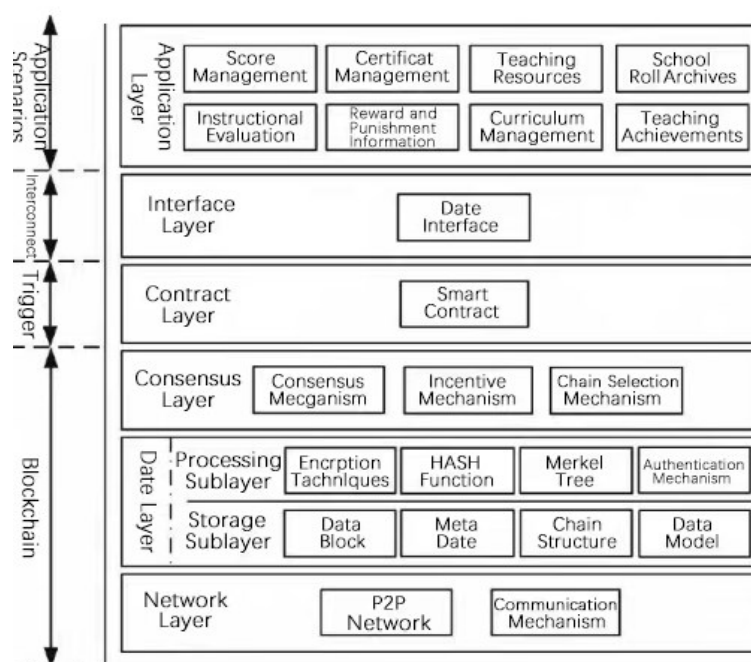 Application
Scenarios
Application
Layer
Score
Management
Certificat
Management
Teaching
Resources
School
Roll Archives
Instructional
Evaluation
Reward and
Punishment
Information
Curriculum
Management
Teaching
Achievements
Interconnect
Interface
Layer
Date
Interface
Trigger
Contract
Layer
Smart
Contract
Blockchain
Consensus
Layer
Consensus
Mecganism
Incentive
Mechanism
Chain Selection
Mechanism
Date Layer
Processing
Sublayer
Encrption
Tachnlques
HASH
Function
Merkel
Tree
Authentication
Mechanism
Storage
Sublayer
Data
Block
Meta
Date
Chain
Structure
Data
Model
Network
Layer
P2P
Network
Communication
Mechanism